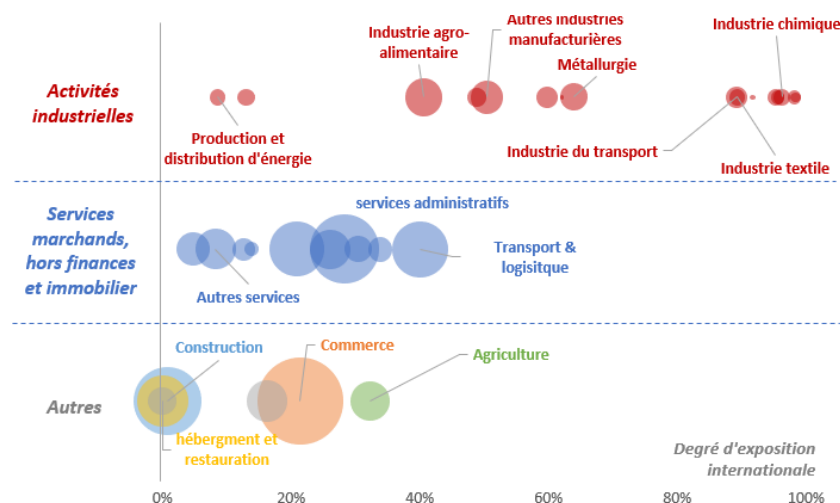 Activités
industrielles
Industrie agro-
alimentaire
Autres industries
manufacturières
Métallurgie
Industrie chimique
Production et
distribution d'énergie
Industrie du transport
Industrie textile
Services
marchands,
hors finances
et immobilier
services administratifs
Transport &
logisitque
Autres services
Autres
Construction
Commerce
Agriculture
hébergment et
restauration
Degré d'exposition
internationale
0%
20%
40%
60%
80%
100%